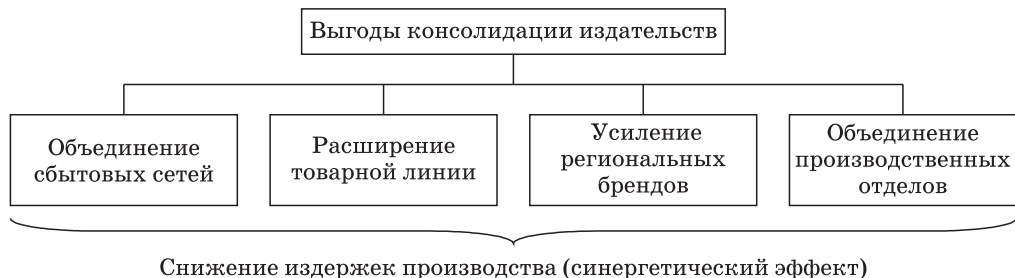 Выгоды консолидации издательств
Объединение
сбытовых сетей
Расширение
товарной линии
Усиление
региональных
брендов
Объединение
производственных
отделов
Снижение издержек производства (синергетический эффект)